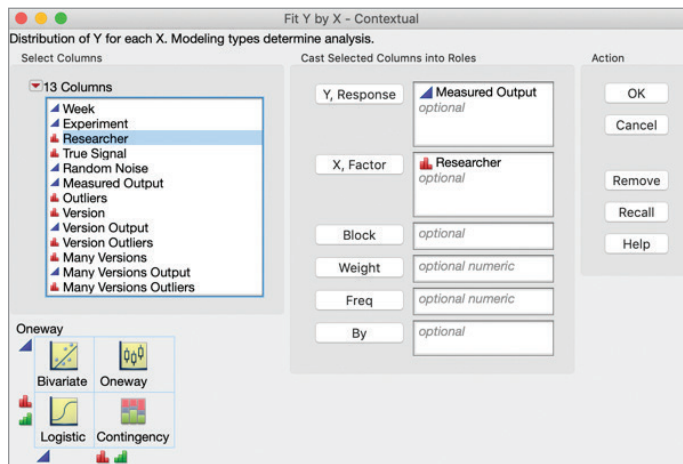 Fit Y by X - Contextual
Distribution of Y for each X. Modeling types determine analysis.
Select Columns
13 Columns
Week
Experiment
Researcher
True Signal
Random Noise
Measured Output
Outliers
Version
Version Output
Version Outliers
Many Versions
Many Versions Output
Many Versions Outliers
Cast Selected Columns into Roles
Y, Response
Measured Output
optional
X, Factor
Researcher
optional
Block
optional
Weight
optional numeric
Freq
optional numeric
By
optional
Action
OK
Cancel
Remove
Recall
Help
Oneway
Bivariate Oneway
Logistic Contingency